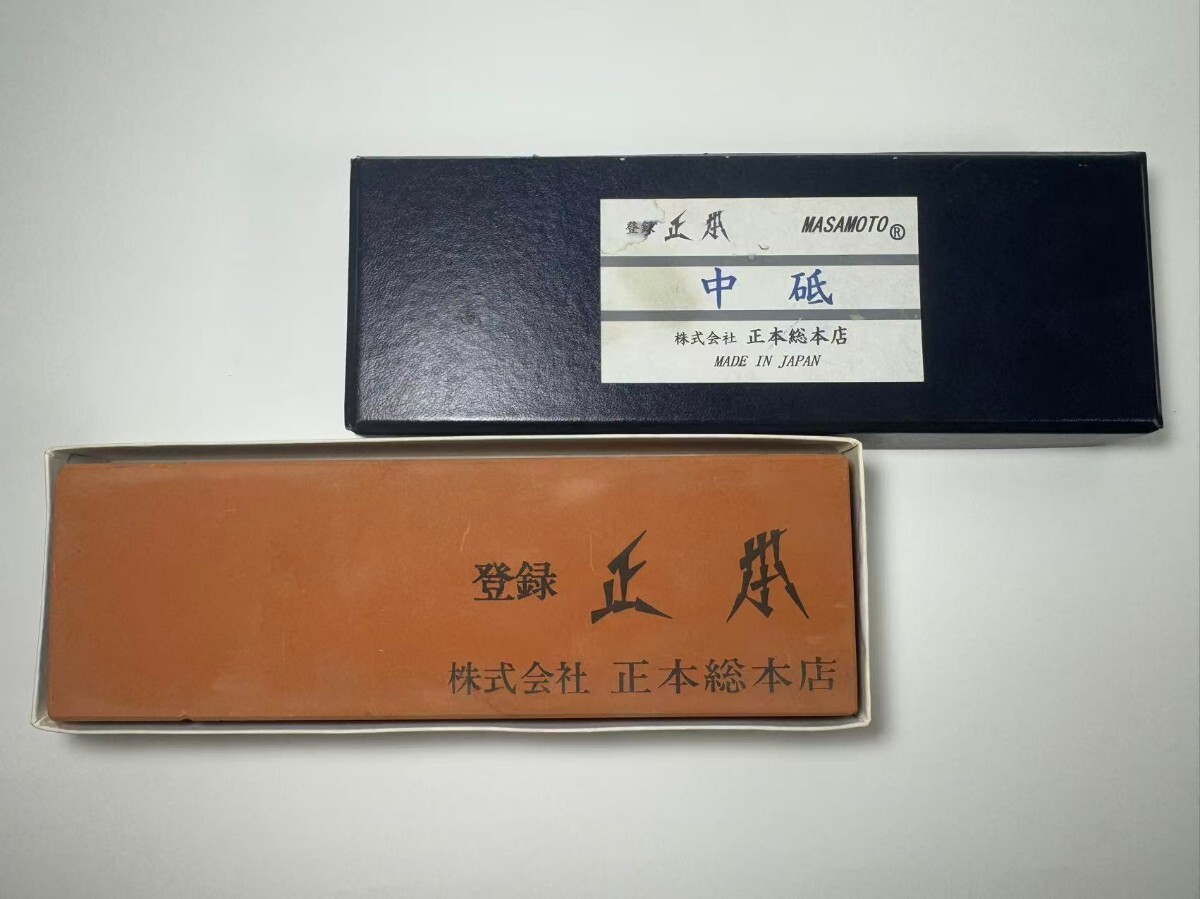 登録 正本 MASAMOTO®
中 砥
株式会社 正本総本店
MADE IN JAPAN
登録 正本
株式会社 正本総本店